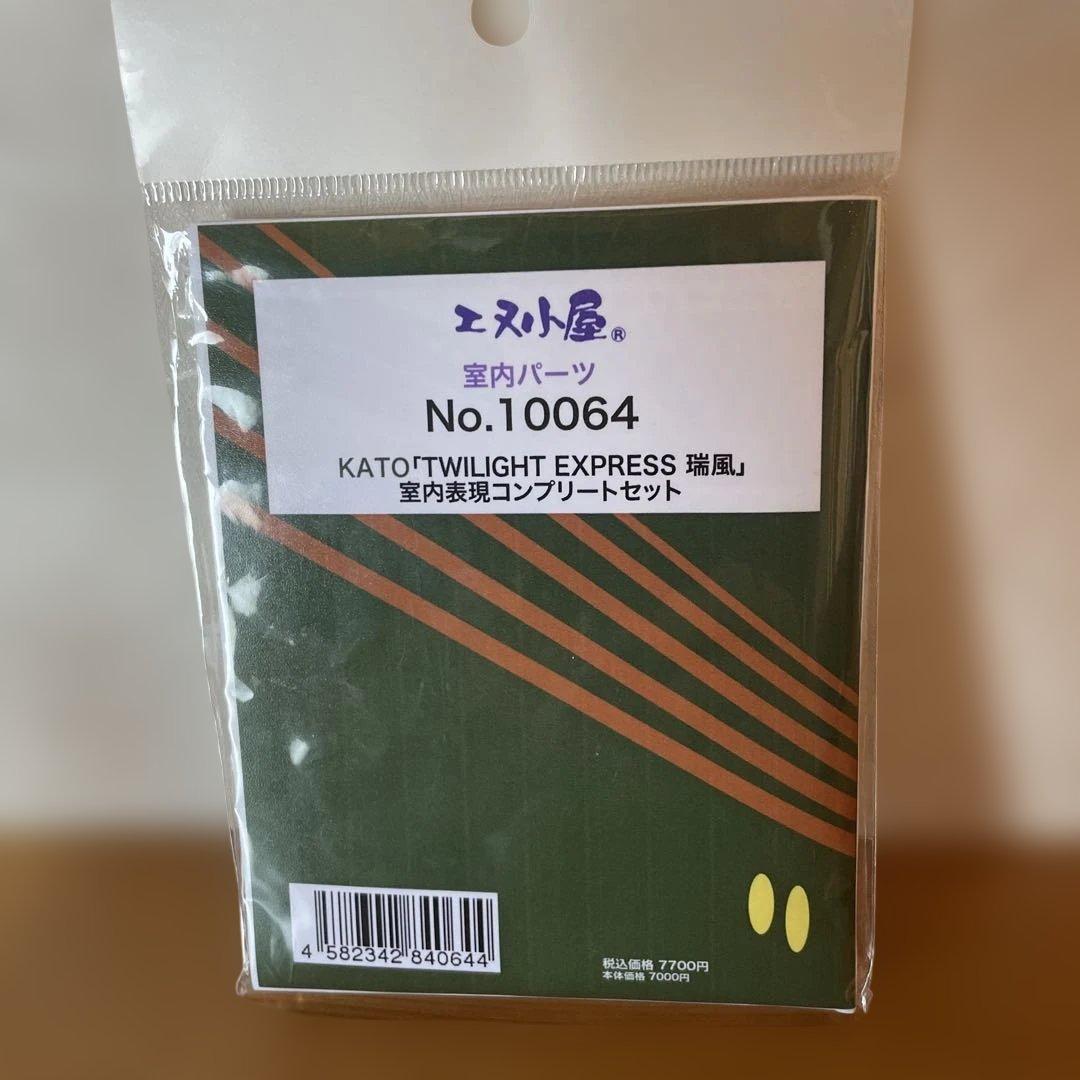 エヌ小屋®
室内パーツ
No.10064
KATO「TWILIGHT EXPRESS 瑞風」
室内表現コンプリートセット
4 582342 840644
税込価格 7700円
本体価格 7000円